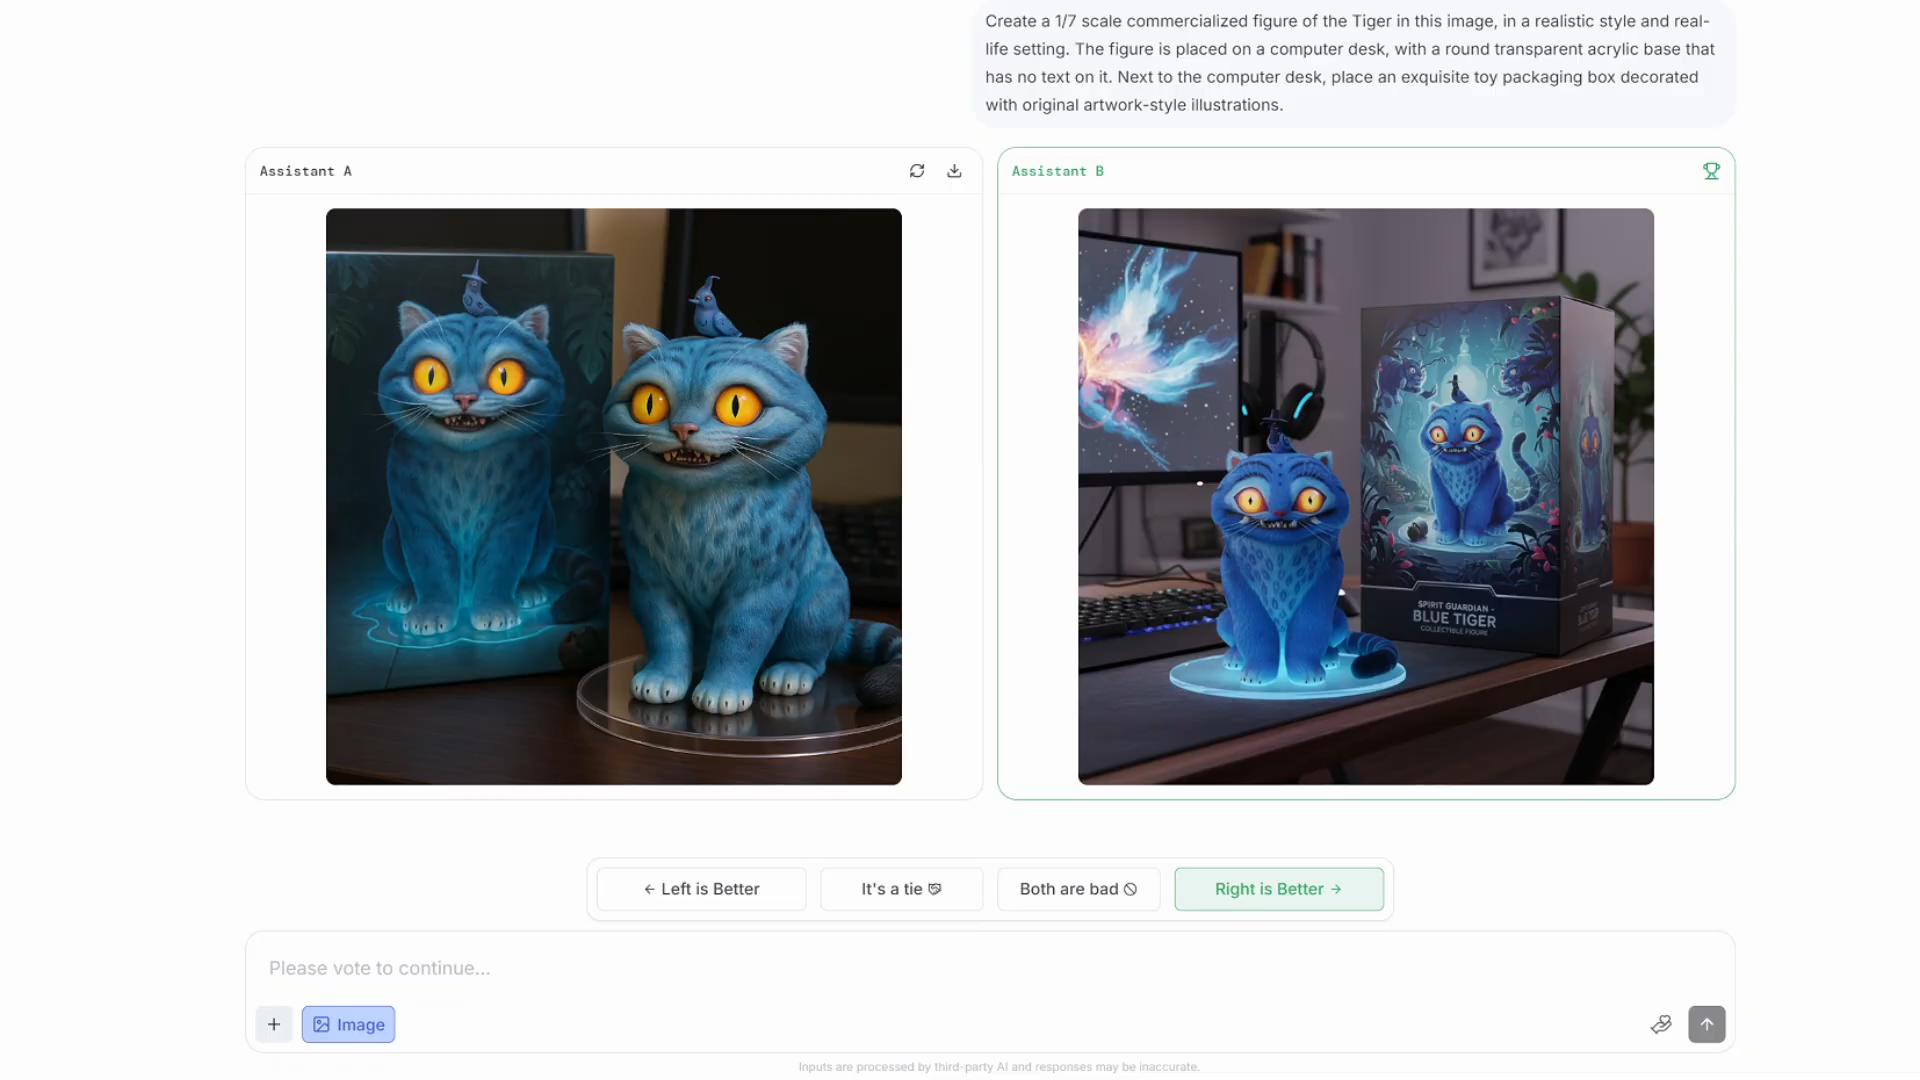 Create a 1/7 scale commercialized figure of the Tiger in this image, in a realistic style and real-
life setting. The figure is placed on a computer desk, with a round transparent acrylic base that
has no text on it. Next to the computer desk, place an exquisite toy packaging box decorated
with original artwork-style illustrations.
Assistant A
Assistant B
SPIRIT GUARDIAN -
BLUE TIGER
COLLECTIBLE FIGURE
← Left is Better
It's a tie
Both are bad
Right is Better →
Please vote to continue...
+ Image
Inputs are processed by third-party AI and responses may be inaccurate.